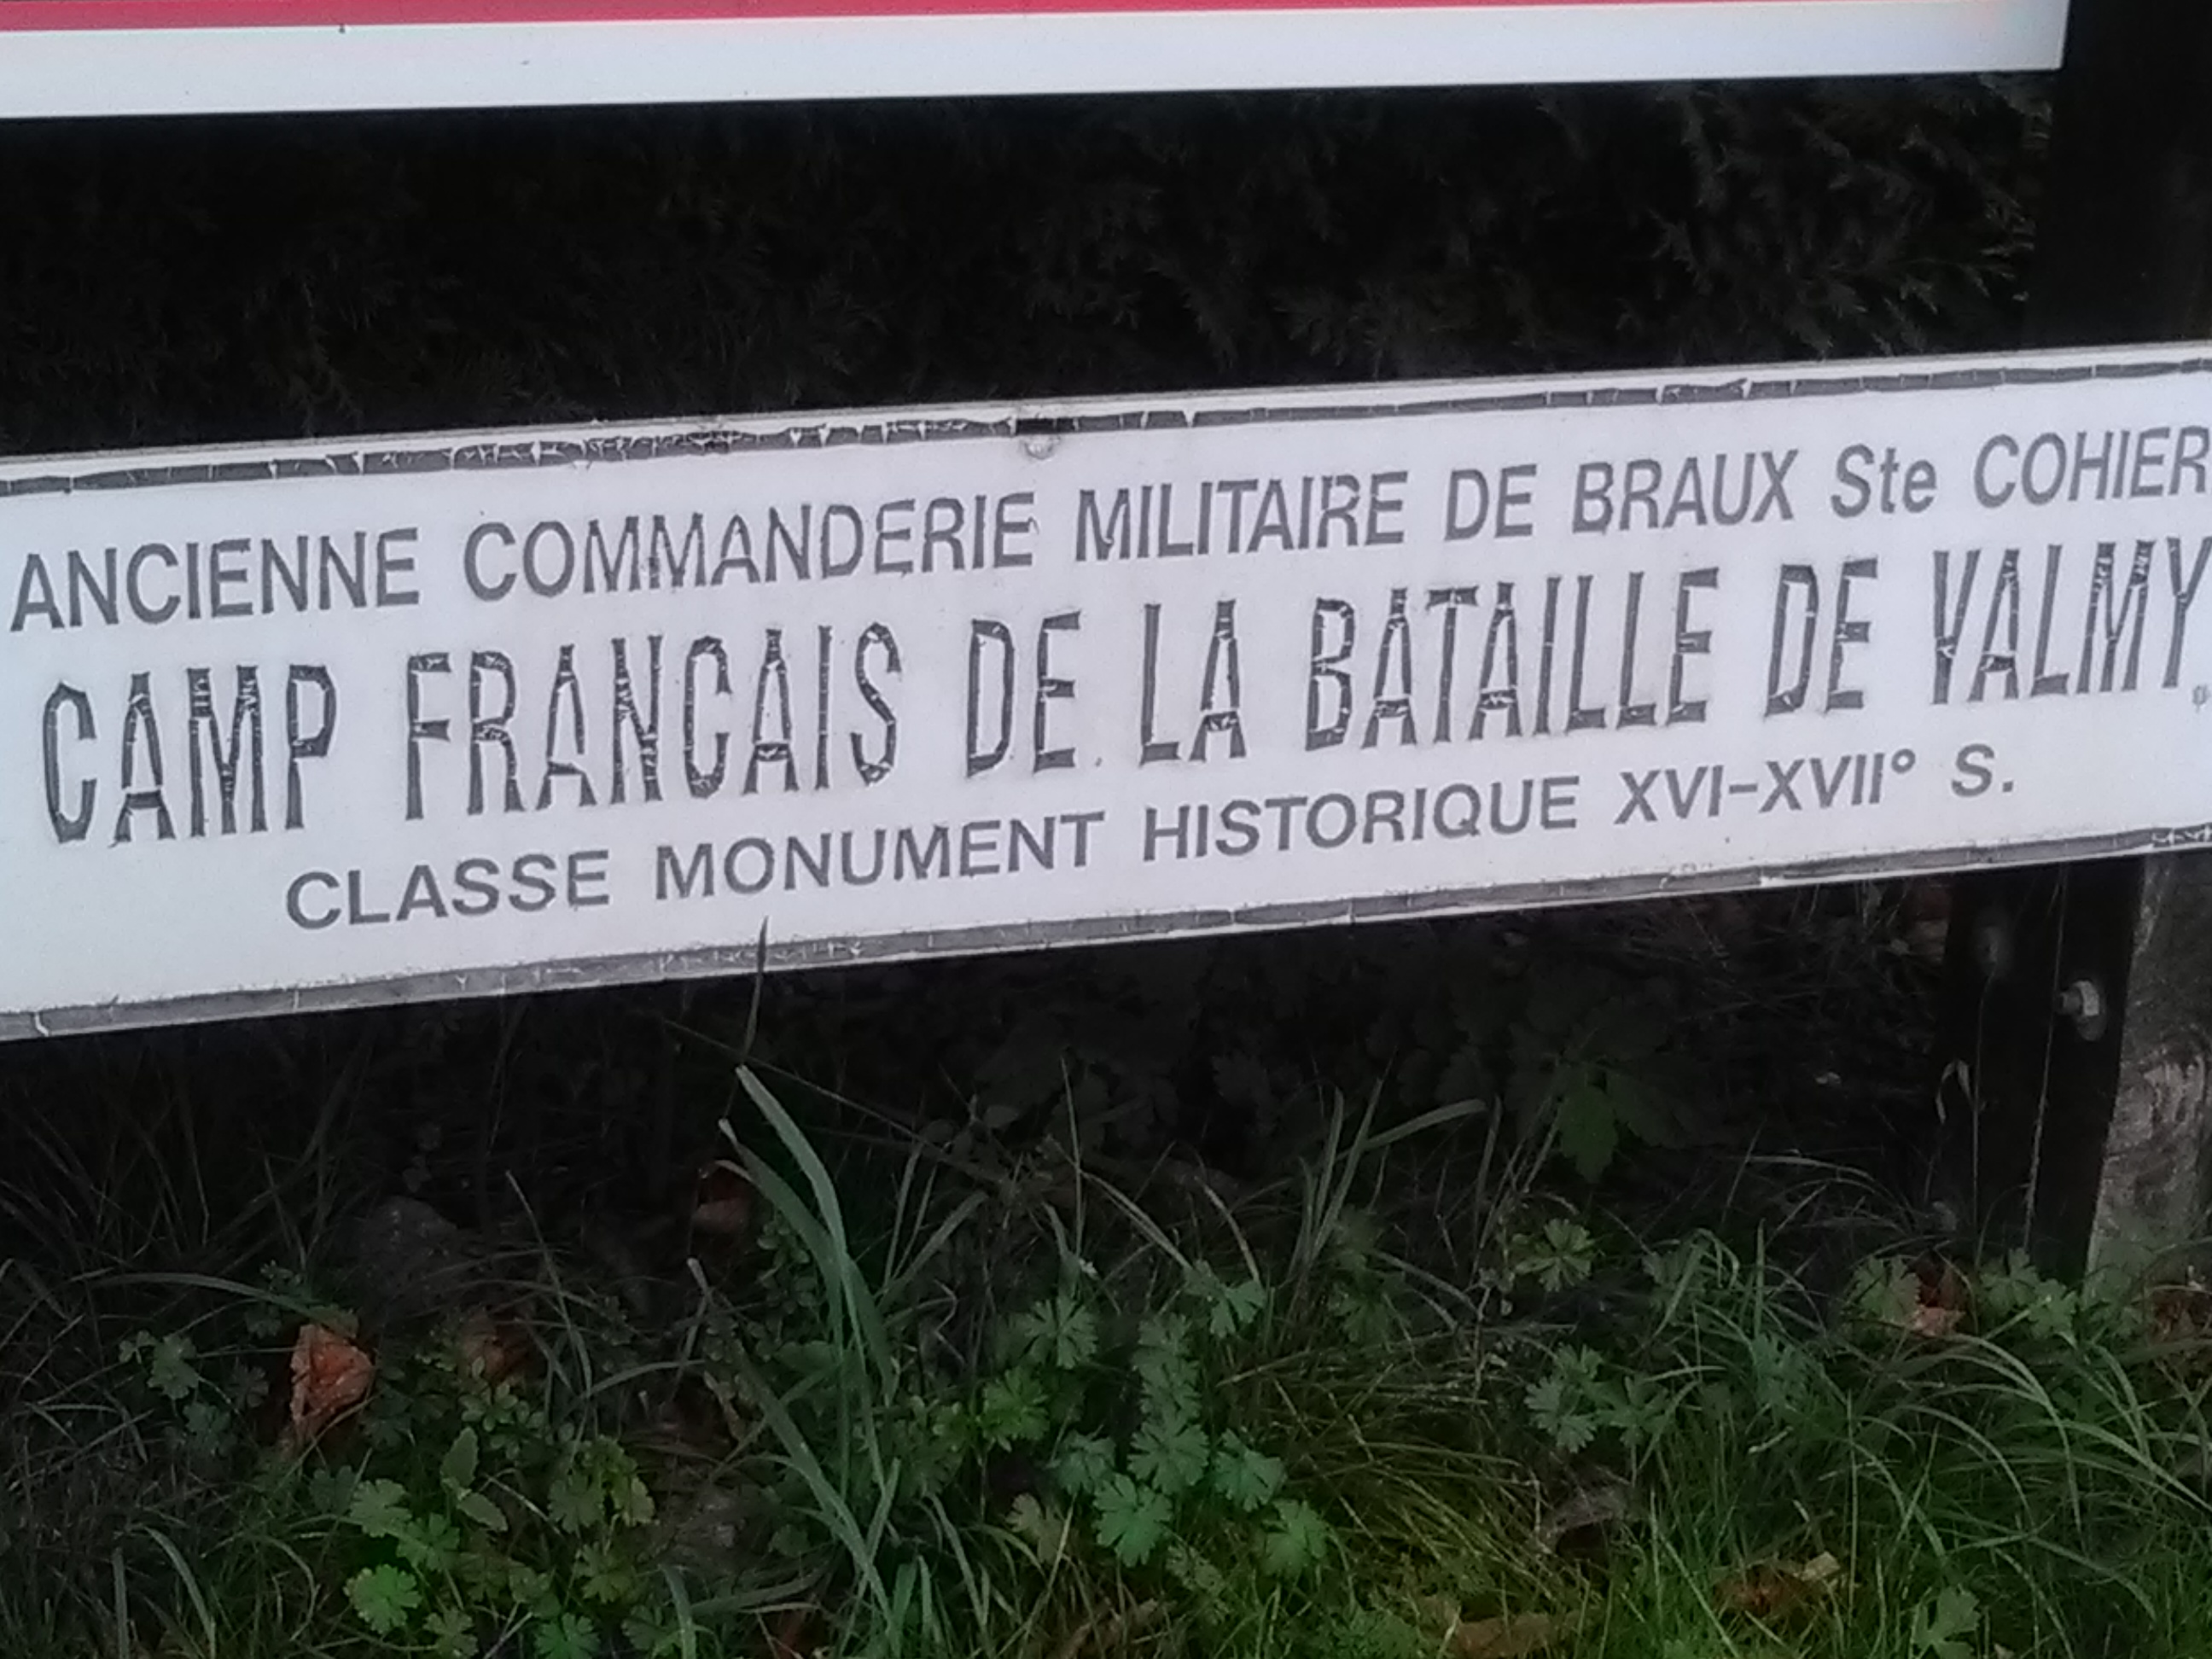 ANCIENNE COMMANDERIE MILITAIRE DE BRAUX Ste COHIER
CAMP FRANCAIS DE LA BATAILLE DE VALMY
CLASSE MONUMENT HISTORIQUE XVI-XVII° S.